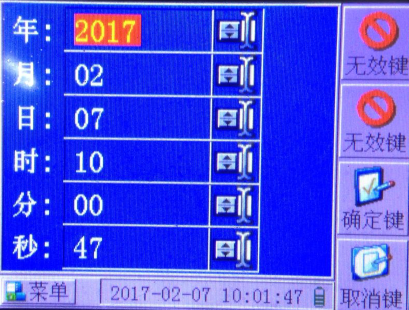 年: 2017
月: 02
日: 07
时: 10
分: 00
秒: 47
无效键
无效键
确定键
取消键
菜单
2017-02-07 10:01:47